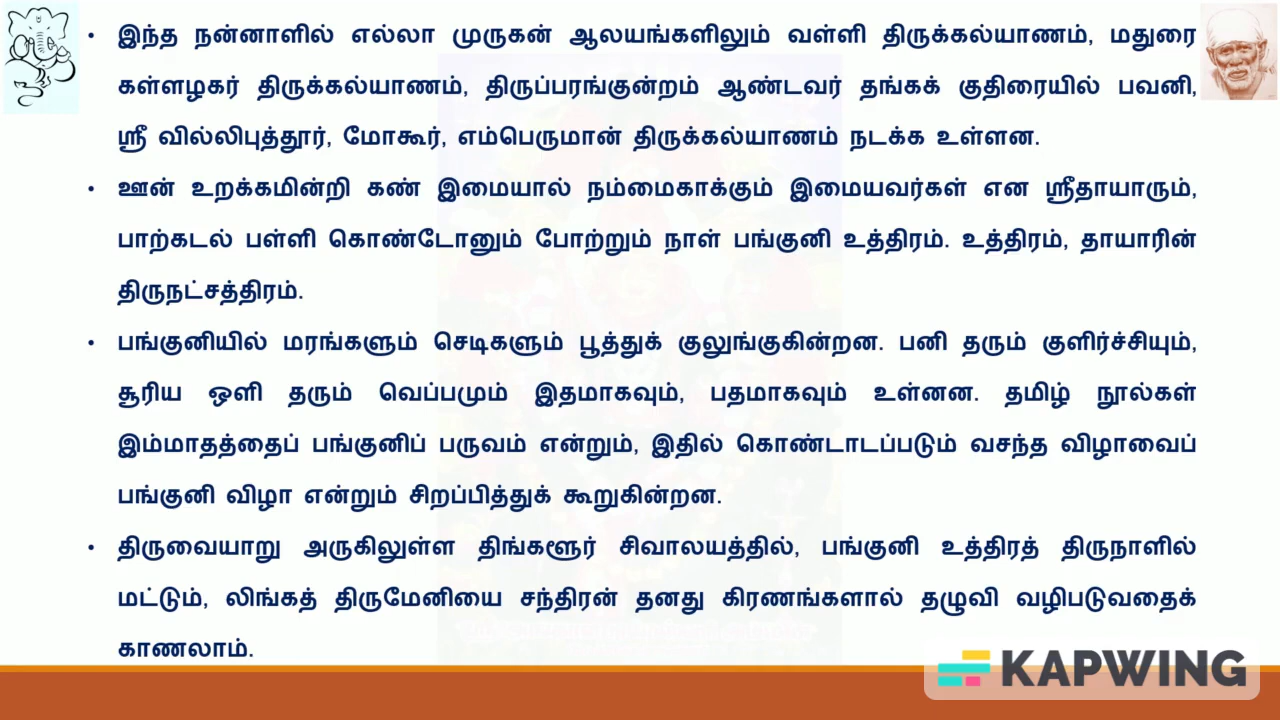 • இந்த நன்னாளில் எல்லா முருகன் ஆலயங்களிலும் வள்ளி திருக்கல்யாணம், மதுரை
கள்ளழகர் திருக்கல்யாணம், திருப்பரங்குன்றம் ஆண்டவர் தங்கக் குதிரையில் பவனி,
ஸ்ரீ வில்லிபுத்தூர், மோகூர், எம்பெருமான் திருக்கல்யாணம் நடக்க உள்ளன.
• ஊன் உறக்கமின்றி கண் இமையால் நம்மைகாக்கும் இமையவர்கள் என ஸ்ரீதாயாரும்,
பாற்கடல் பள்ளி கொண்டோனும் போற்றும் நாள் பங்குனி உத்திரம். உத்திரம், தாயாரின்
திருநட்சத்திரம்.
• பங்குனியில் மரங்களும் செடிகளும் பூத்துக் குலுங்குகின்றன. பனி தரும் குளிர்ச்சியும்,
சூரிய ஒளி தரும் வெப்பமும் இதமாகவும், பதமாகவும் உள்னன. தமிழ் நூல்கள்
இம்மாதத்தைப் பங்குனிப் பருவம் என்றும், இதில் கொண்டாடப்படும் வசந்த விழாவைப்
பங்குனி விழா என்றும் சிறப்பித்துக் கூறுகின்றன.
• திருவையாறு அருகிலுள்ள திங்களூர் சிவாலயத்தில், பங்குனி உத்திரத் திருநாளில்
மட்டும், லிங்கத் திருமேனியை சந்திரன் தனது கிரணங்களால் தழுவி வழிபடுவதைக்
காணலாம்.
KAPWING